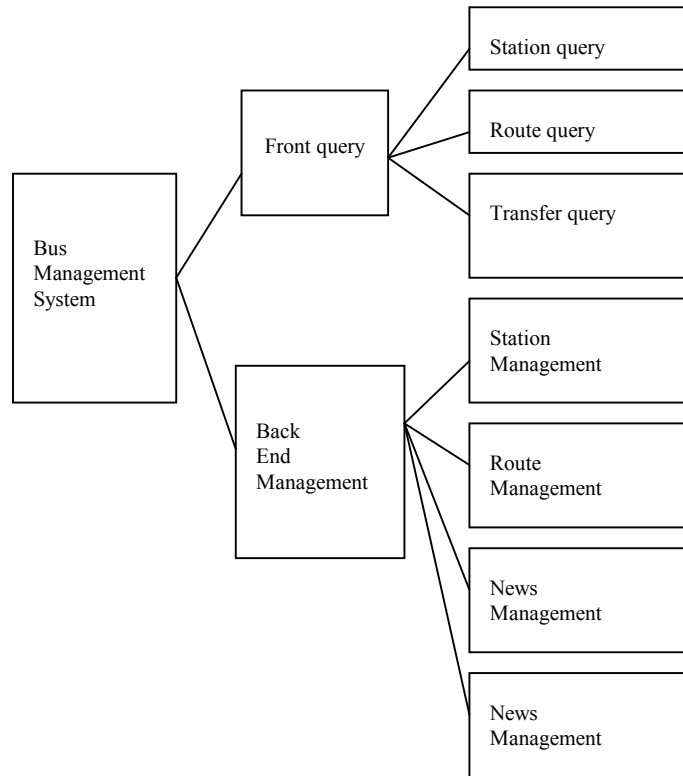 Bus
Management
System
Front query
Station query
Route query
Transfer query
Back
End
Management
Station
Management
Route
Management
News
Management
News
Management